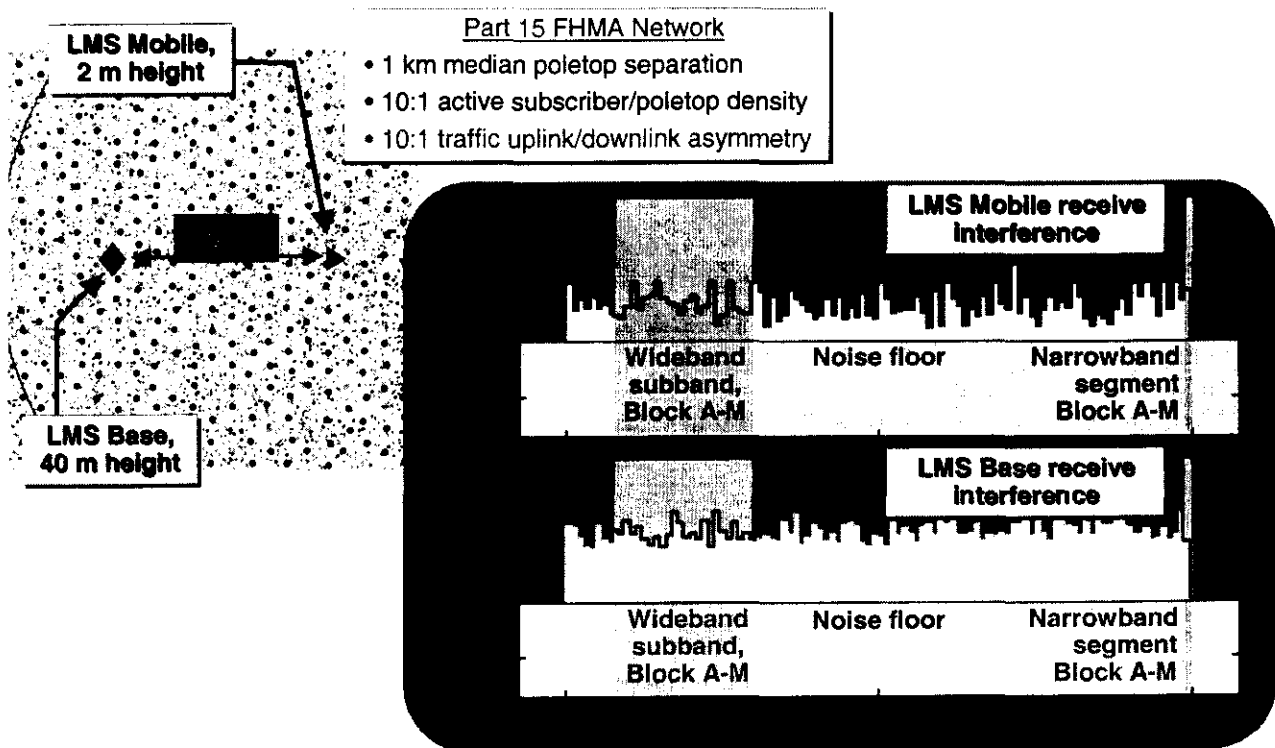 LMS Mobile,
2 m height
Part 15 FHMA Network
• 1 km median poletop separation
• 10:1 active subscriber/poletop density
• 10:1 traffic uplink/downlink asymmetry
LMS Base,
40 m height
LMS Mobile receive
interference
Wideband
subband,
Block A-M
Noise floor
Narrowband
segment
Block A-M
LMS Base receive
interference
Wideband
subband,
Block A-M
Noise floor
Narrowband
segment
Block A-M